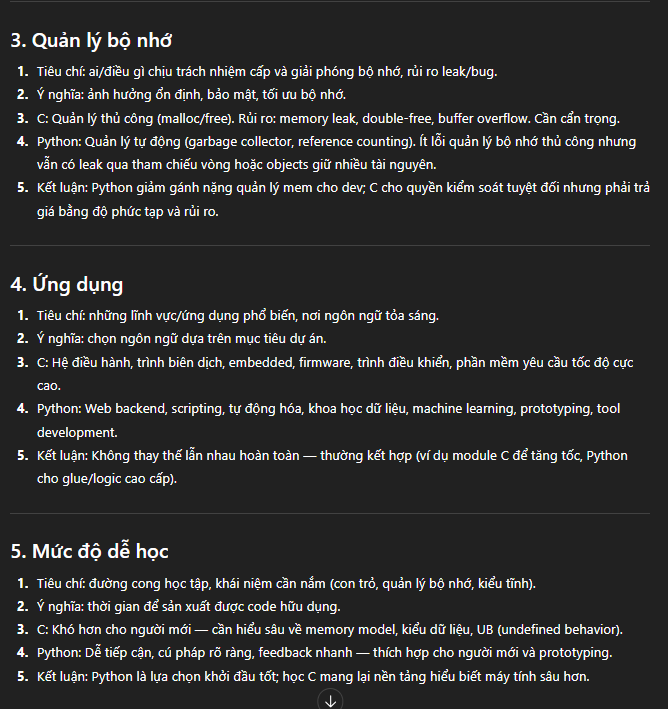 3. Quản lý bộ nhớ
1. Tiêu chí: ai/điều gì chịu trách nhiệm cấp và giải phóng bộ nhớ, rủi ro leak/bug.
2. Ý nghĩa: ảnh hưởng ổn định, bảo mật, tối ưu bộ nhớ.
3. C: Quản lý thủ công (malloc/free). Rủi ro: memory leak, double-free, buffer overflow. Cần cẩn trọng.
4. Python: Quản lý tự động (garbage collector, reference counting). Ít lỗi quản lý bộ nhớ thủ công nhưng
vẫn có leak qua tham chiếu vòng hoặc objects giữ nhiều tài nguyên.
5. Kết luận: Python giảm gánh nặng quản lý mem cho dev; C cho quyền kiểm soát tuyệt đối nhưng phải trả
giá bằng độ phức tạp và rủi ro.
4. Ứng dụng
1. Tiêu chí: những lĩnh vực/ứng dụng phổ biến, nơi ngôn ngữ tỏa sáng.
2. Ý nghĩa: chọn ngôn ngữ dựa trên mục tiêu dự án.
3. C: Hệ điều hành, trình biên dịch, embedded, firmware, trình điều khiển, phần mềm yêu cầu tốc độ cực
cao.
4. Python: Web backend, scripting, tự động hóa, khoa học dữ liệu, machine learning, prototyping, tool
development.
5. Kết luận: Không thay thế lẫn nhau hoàn toàn — thường kết hợp (ví dụ module C để tăng tốc, Python
cho glue/logic cao cấp).
5. Mức độ dễ học
1. Tiêu chí: đường cong học tập, khái niệm cần nắm (con trỏ, quản lý bộ nhớ, kiểu tĩnh).
2. Ý nghĩa: thời gian để sản xuất được code hữu dụng.
3. C: Khó hơn cho người mới — cần hiểu sâu về memory model, kiểu dữ liệu, UB (undefined behavior).
4. Python: Dễ tiếp cận, cú pháp rõ ràng, feedback nhanh — thích hợp cho người mới và prototyping.
5. Kết luận: Python là lựa chọn khởi đầu tốt; học C mang lại nền tảng hiểu biết máy tính sâu hơn.